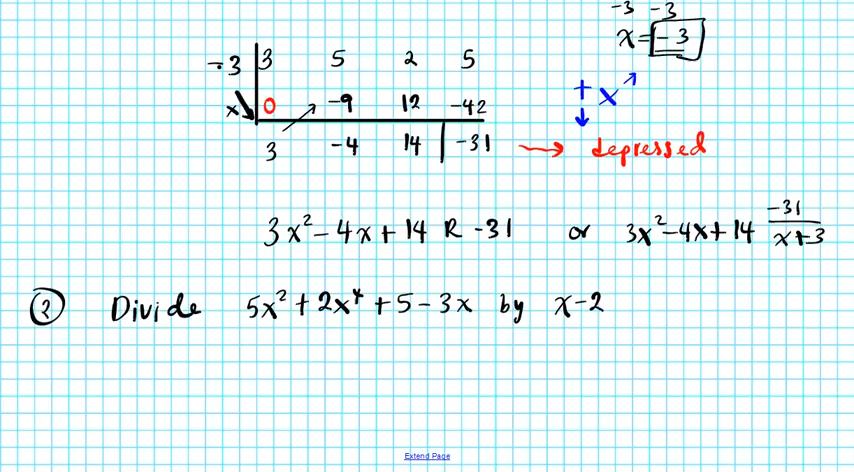 -3 -3
x = -3
-3 | 3 5 2 5
x 0 -9 12 -42
+ x
3 -4 14 | -31 → depressed
3x² - 4x + 14 R -31 or 3x² - 4x + 14 -31/x+3
② Divide 5x² + 2x⁴ + 5 - 3x by x - 2
Extend Page